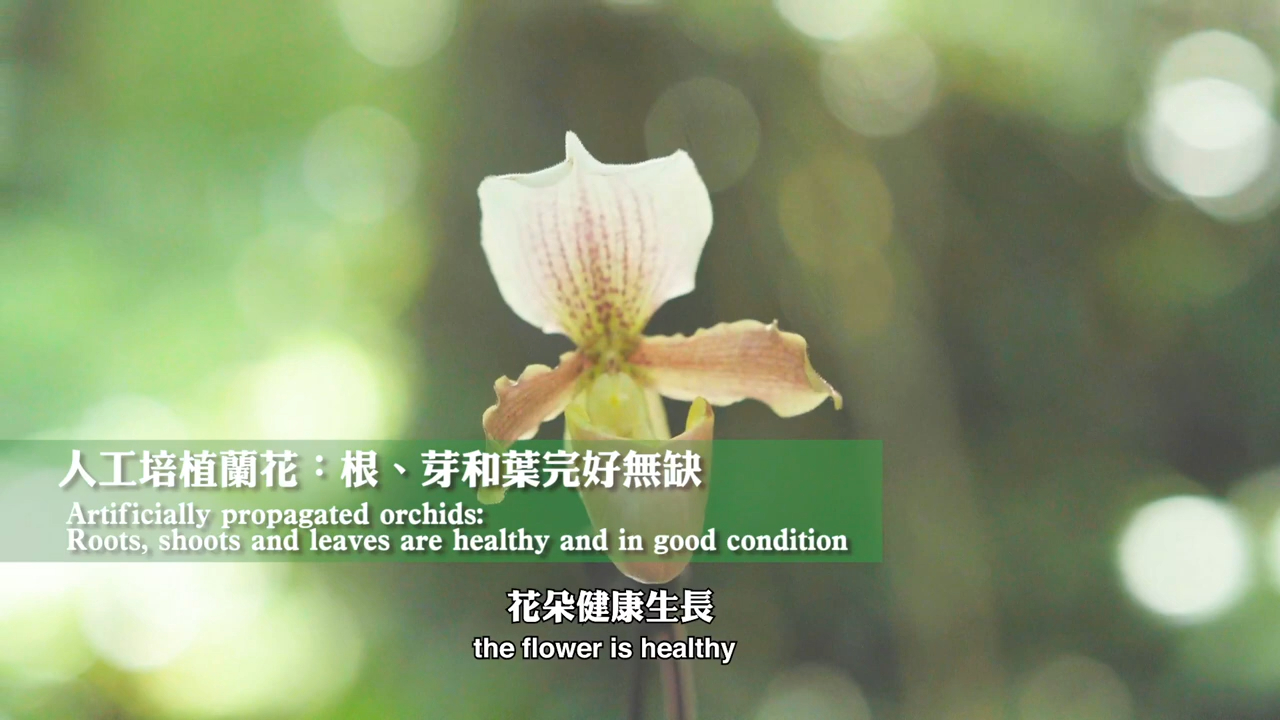 人工培植蘭花：根、芽和葉完好無缺
Artificially propagated orchids:
Roots, shoots and leaves are healthy and in good condition
花朵健康生長
the flower is healthy